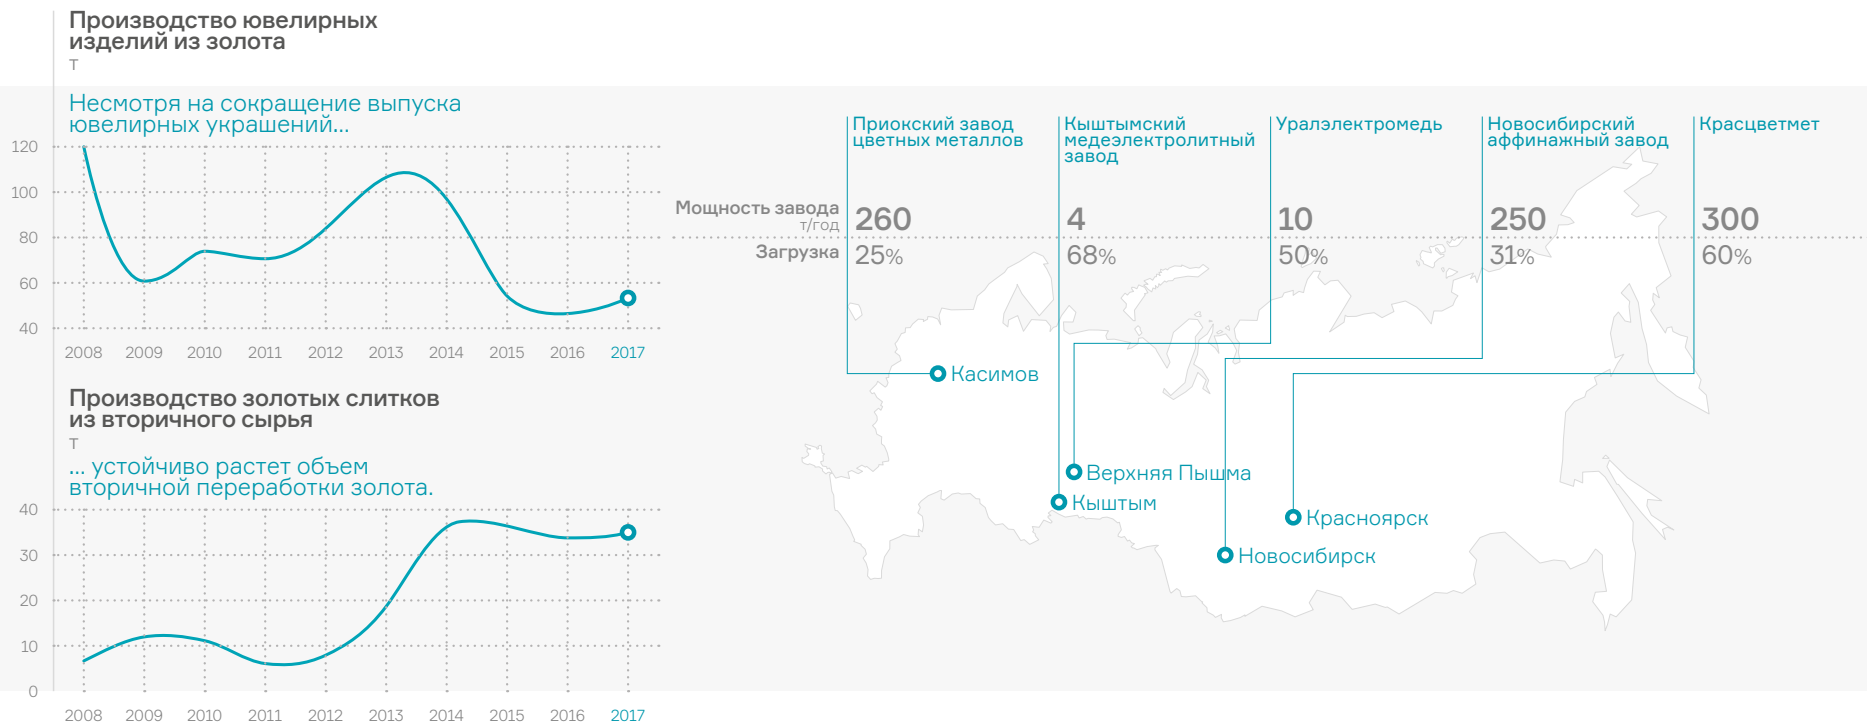 Производство ювелирных
изделий из золота
т
Несмотря на сокращение выпуска
ювелирных украшений...
120
100
80
60
40
2008 2009 2010 2011 2012 2013 2014 2015 2016 2017
Производство золотых слитков
из вторичного сырья
т
... устойчиво растет объем
вторичной переработки золота.
40
30
20
10
0
2008 2009 2010 2011 2012 2013 2014 2015 2016 2017
Приокский завод
цветных металлов
Кыштымский
медеэлектролитный
завод
Уралэлектромедь
Новосибирский
аффинажный завод
Красцветмет
Мощность завода
т/год
260 4 10 250 300
Загрузка
25% 68% 50% 31% 60%
Касимов
Верхняя Пышма
Кыштым
Красноярск
Новосибирск